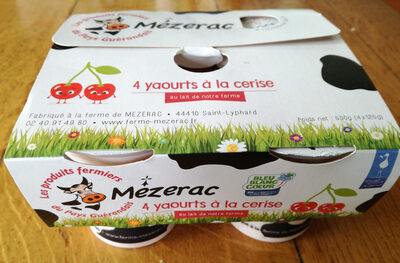 Les produits fermiers
Mézerac
du Pays Guérandais
4 yaourts à la cerise
au lait de notre ferme
Fabriqué à la ferme de MEZERAC • 44410 Saint-Lyphard
02 40 91 49 80 • www.ferme-mezerac.fr
Poids net : 500g (4x125g)
Les produits fermiers
Mézerac
du Pays Guérandais
BLEU
BLANC
CŒUR
4 yaourts à la cerise
au lait de notre ferme